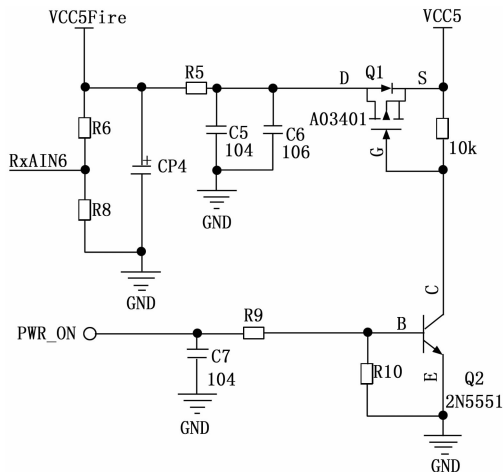 VCC5Fire
VCC5
R5
D
Q1
S
R6
C5
104
C6
106
AO3401
G
10k
RxAIN6
CP4
+
R8
GND
GND
C
PWR_ON
R9
B
C7
104
R10
E
Q2
2N5551
GND
GND